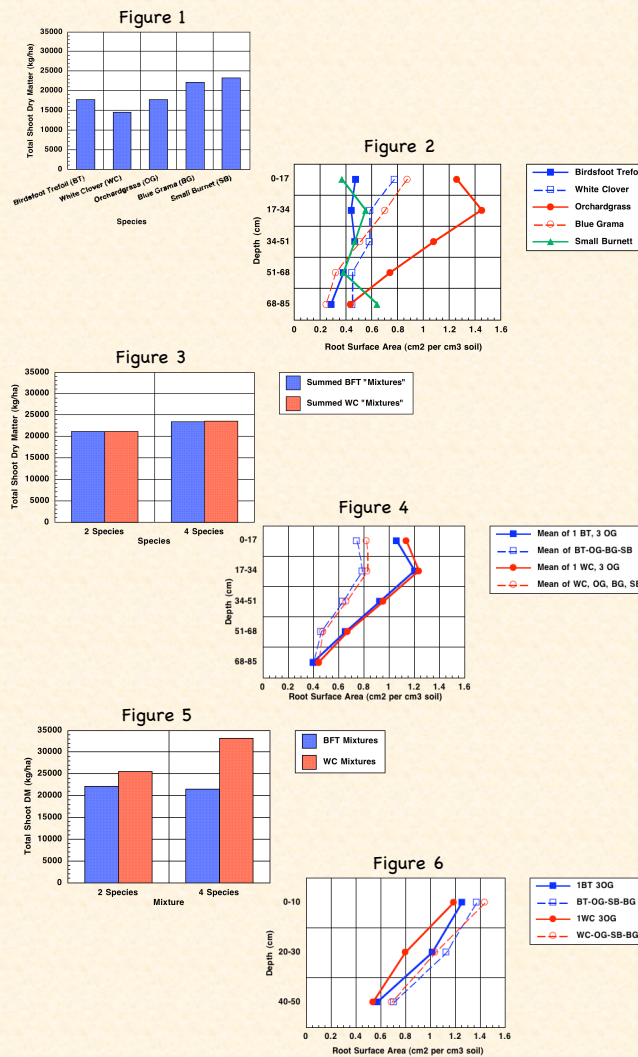 Figure 1
Total Shoot Dry Matter (kg/ha)
35000
30000
25000
20000
15000
10000
5000
0
Birdsfoot Trefoil (BT)
White Clover (WC)
Orchardgrass (OG)
Blue Grama (BG)
Small Burnet (SB)
Species
Figure 2
Depth (cm)
0-17
17-34
34-51
51-68
68-85
0 0.2 0.4 0.6 0.8 1 1.2 1.4 1.6
Root Surface Area (cm2 per cm3 soil)
Birdsfoot Trefo
White Clover
Orchardgrass
Blue Grama
Small Burnett
Figure 3
Total Shoot Dry Matter (kg/ha)
35000
30000
25000
20000
15000
10000
5000
0
2 Species 4 Species
Species
Summed BFT "Mixtures"
Summed WC "Mixtures"
Figure 4
Depth (cm)
0-17
17-34
34-51
51-68
68-85
0 0.2 0.4 0.6 0.8 1 1.2 1.4 1.6
Root Surface Area (cm2 per cm3 soil)
Mean of 1 BT, 3 OG
Mean of BT-OG-BG-SB
Mean of 1 WC, 3 OG
Mean of WC, OG, BG, SB
Figure 5
Total Shoot DM (kg/ha)
35000
30000
25000
20000
15000
10000
5000
0
2 Species 4 Species
Mixture
BFT Mixtures
WC Mixtures
Figure 6
Depth (cm)
0-10
20-30
40-50
0 0.2 0.4 0.6 0.8 1 1.2 1.4 1.6
Root Surface Area (cm2 per cm3 soil)
1BT 3OG
BT-OG-SB-BG
1WC 3OG
WC-OG-SB-BG